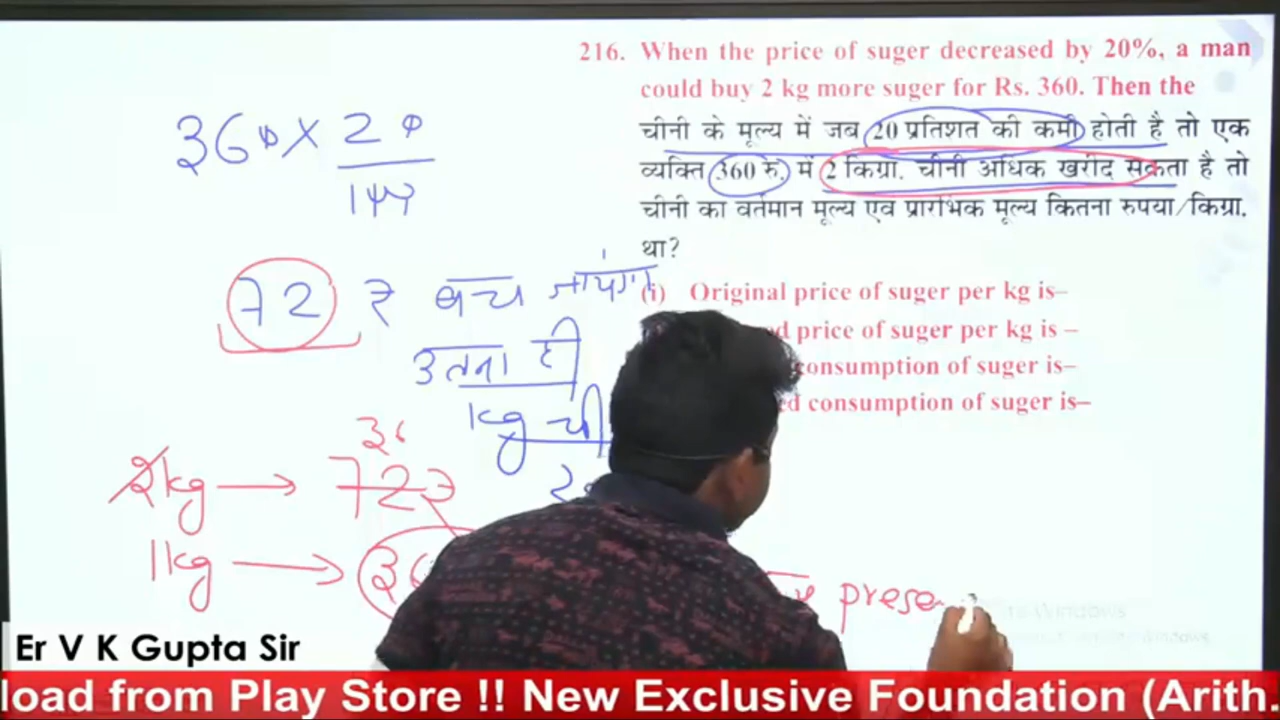 216. When the price of suger decreased by 20%, a man
could buy 2 kg more suger for Rs. 360. Then the
चीनी के मूल्य में जब 20 प्रतिशत की कमी होती है तो एक
व्यक्ति 360 रु. में 2 किग्रा. चीनी अधिक खरीद सकता है तो
चीनी का वर्तमान मूल्य एवं प्रारंभिक मूल्य कितना रुपया/किग्रा.
था?
(i) Original price of suger per kg is–
price of suger per kg is –
consumption of suger is–
consumption of suger is–
360 × 20
100
72 ₹ बच जायेगा
उतना ही
kg ची
36
2kg → 72 ₹
1kg →
prese
Er V K Gupta Sir
load from Play Store !! New Exclusive Foundation (Arith.